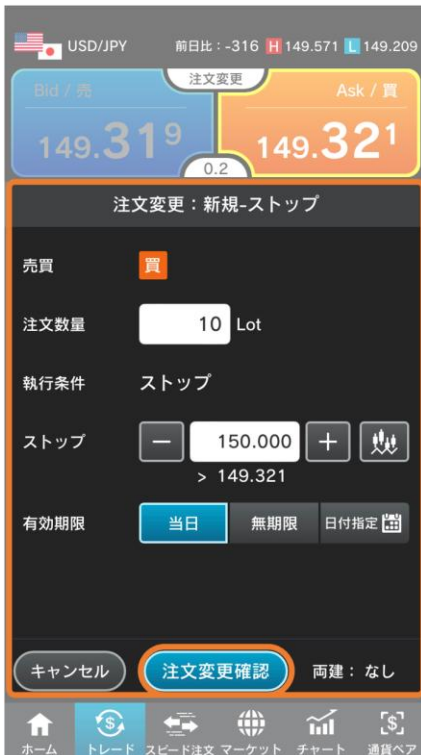 USD/JPY 前日比：-316 H 149.571 L 149.209
注文変更
Bid / 売 Ask / 買
149.319 149.321
0.2
注文変更：新規-ストップ
売買 買
注文数量 10 Lot
執行条件 ストップ
ストップ － 150.000 ＋
> 149.321
有効期限 当日 無期限 日付指定
キャンセル 注文変更確認 両建： なし
ホーム トレード スピード注文 マーケット チャート 通貨ペア